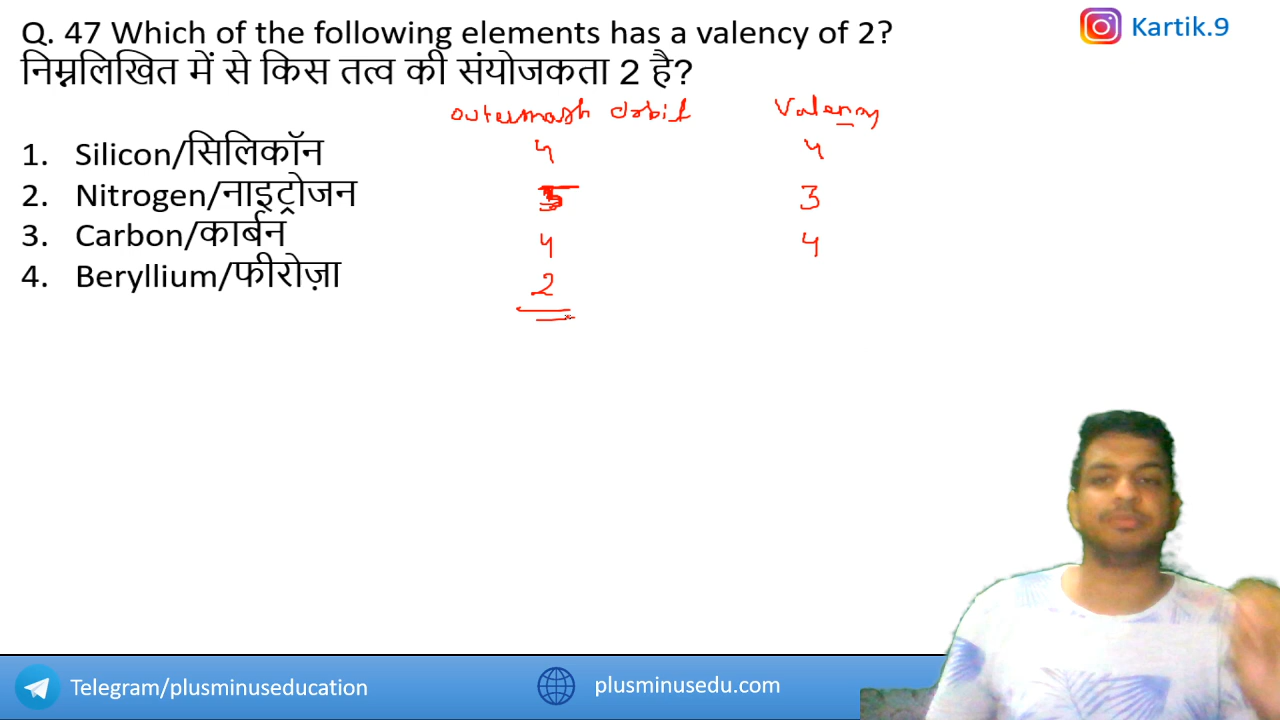 Q. 47 Which of the following elements has a valency of 2?
निम्नलिखित में से किस तत्व की संयोजकता 2 है?
Kartik.9
outermosh orbit Valency
1. Silicon/सिलिकॉन 4 4
2. Nitrogen/नाइट्रोजन 5 3
3. Carbon/कार्बन 4 4
4. Beryllium/फीरोज़ा 2
Telegram/plusminuseducation
plusminusedu.com